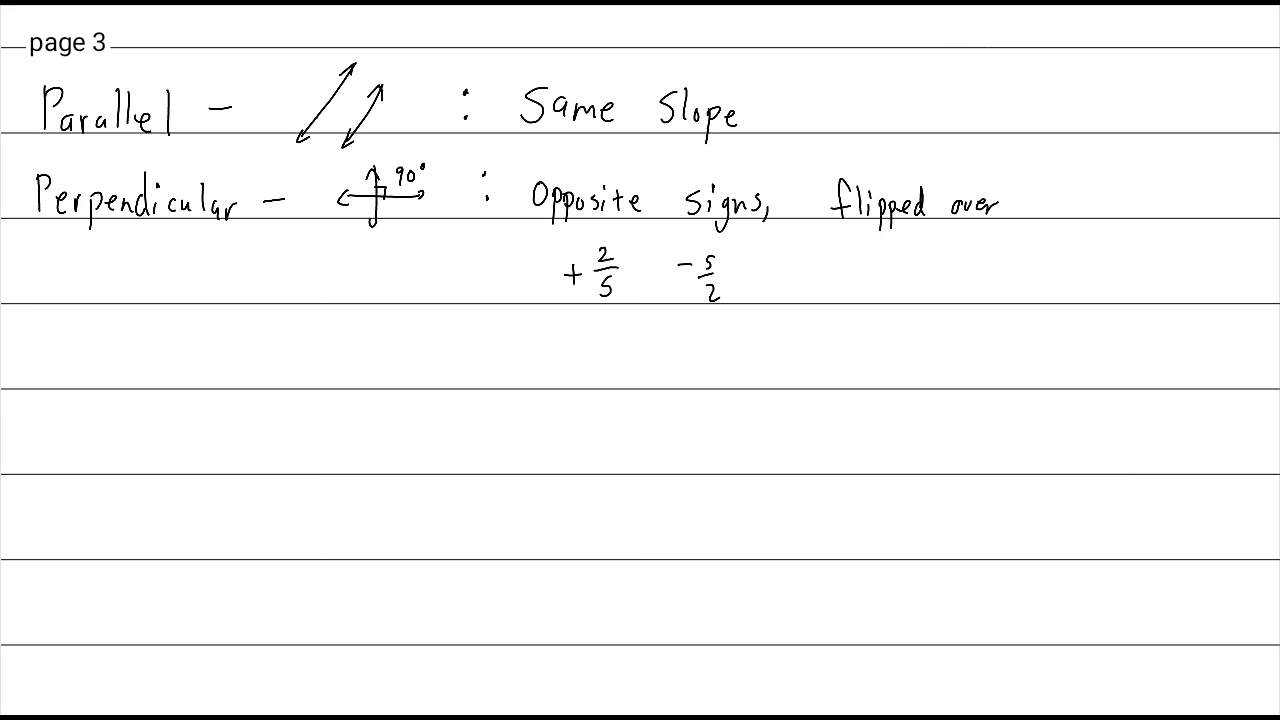 page 3
Parallel - : Same Slope
Perpendicular - 90° : Opposite signs, flipped over
+ 2/5 - 5/2